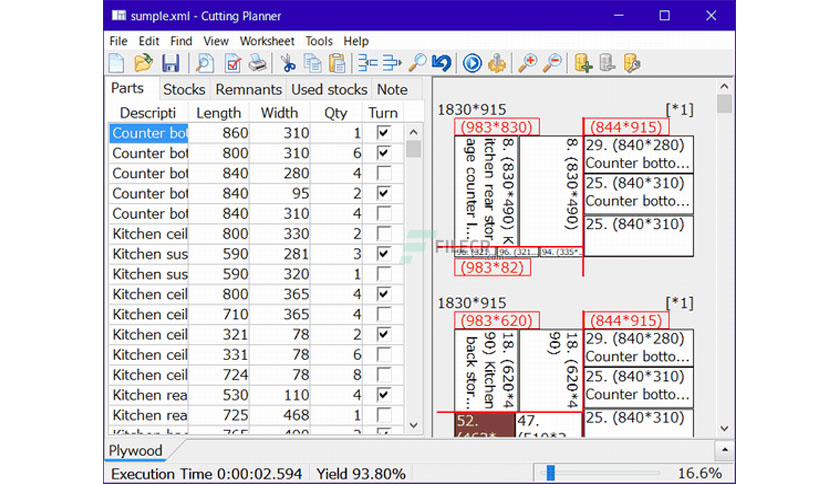 sumple.xml - Cutting Planner
File Edit Find View Worksheet Tools Help
Parts Stocks Remnants Used stocks Note
Descripti Length Width Qty Turn
Counter bot 860 310 1
Counter bot 800 310 6
Counter bot 840 280 4
Counter bot 840 95 2
Counter bot 840 310 4
Kitchen ceil 800 330 2
Kitchen sus 590 281 3
Kitchen sus 590 320 1
Kitchen ceil 800 365 4
Kitchen ceil 710 365 4
Kitchen ceil 321 78 2
Kitchen ceil 331 78 6
Kitchen ceil 724 78 8
Kitchen rea 530 110 4
Kitchen rea 725 468 1
1830*915 [*1]
(983*830) (844*915)
8. (830*490) K
itchen rear stor
age counter l...
8. (830*490)
29. (840*280)
Counter botto...
25. (840*310)
Counter botto...
25. (840*310)
96. (321... 96. (321... 94. (335*...
(983*82)
FILECR
.com
1830*915 [*1]
(983*620) (844*915)
18. (620*4
90) Kitchen
back stor...
18. (620*4
90)
29. (840*280)
Counter botto...
25. (840*310)
Counter botto...
25. (840*310)
52.
47.
Plywood
Execution Time 0:00:02.594 Yield 93.80% 16.6%